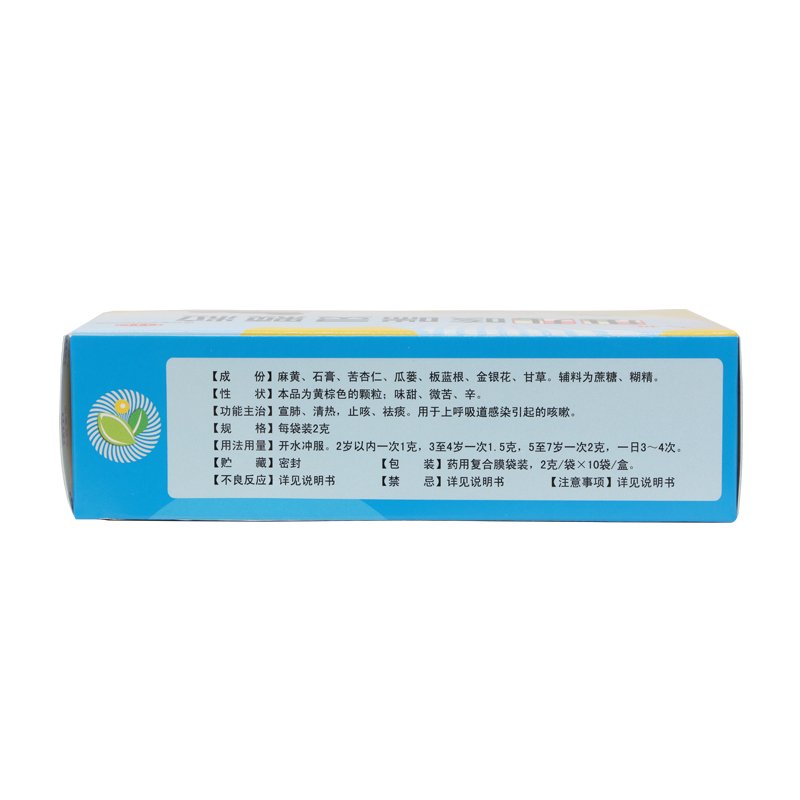 【成　份】麻黄、石膏、苦杏仁、瓜蒌、板蓝根、金银花、甘草。辅料为蔗糖、糊精。
【性　状】本品为黄棕色的颗粒；味甜、微苦、辛。
【功能主治】宣肺、清热，止咳、祛痰。用于上呼吸道感染引起的咳嗽。
【规　格】每袋装2克
【用法用量】开水冲服。2岁以内一次1克，3至4岁一次1.5克，5至7岁一次2克，一日3～4次。
【贮　藏】密封　【包　装】药用复合膜袋装，2克/袋×10袋/盒。
【不良反应】详见说明书　【禁　忌】详见说明书　【注意事项】详见说明书